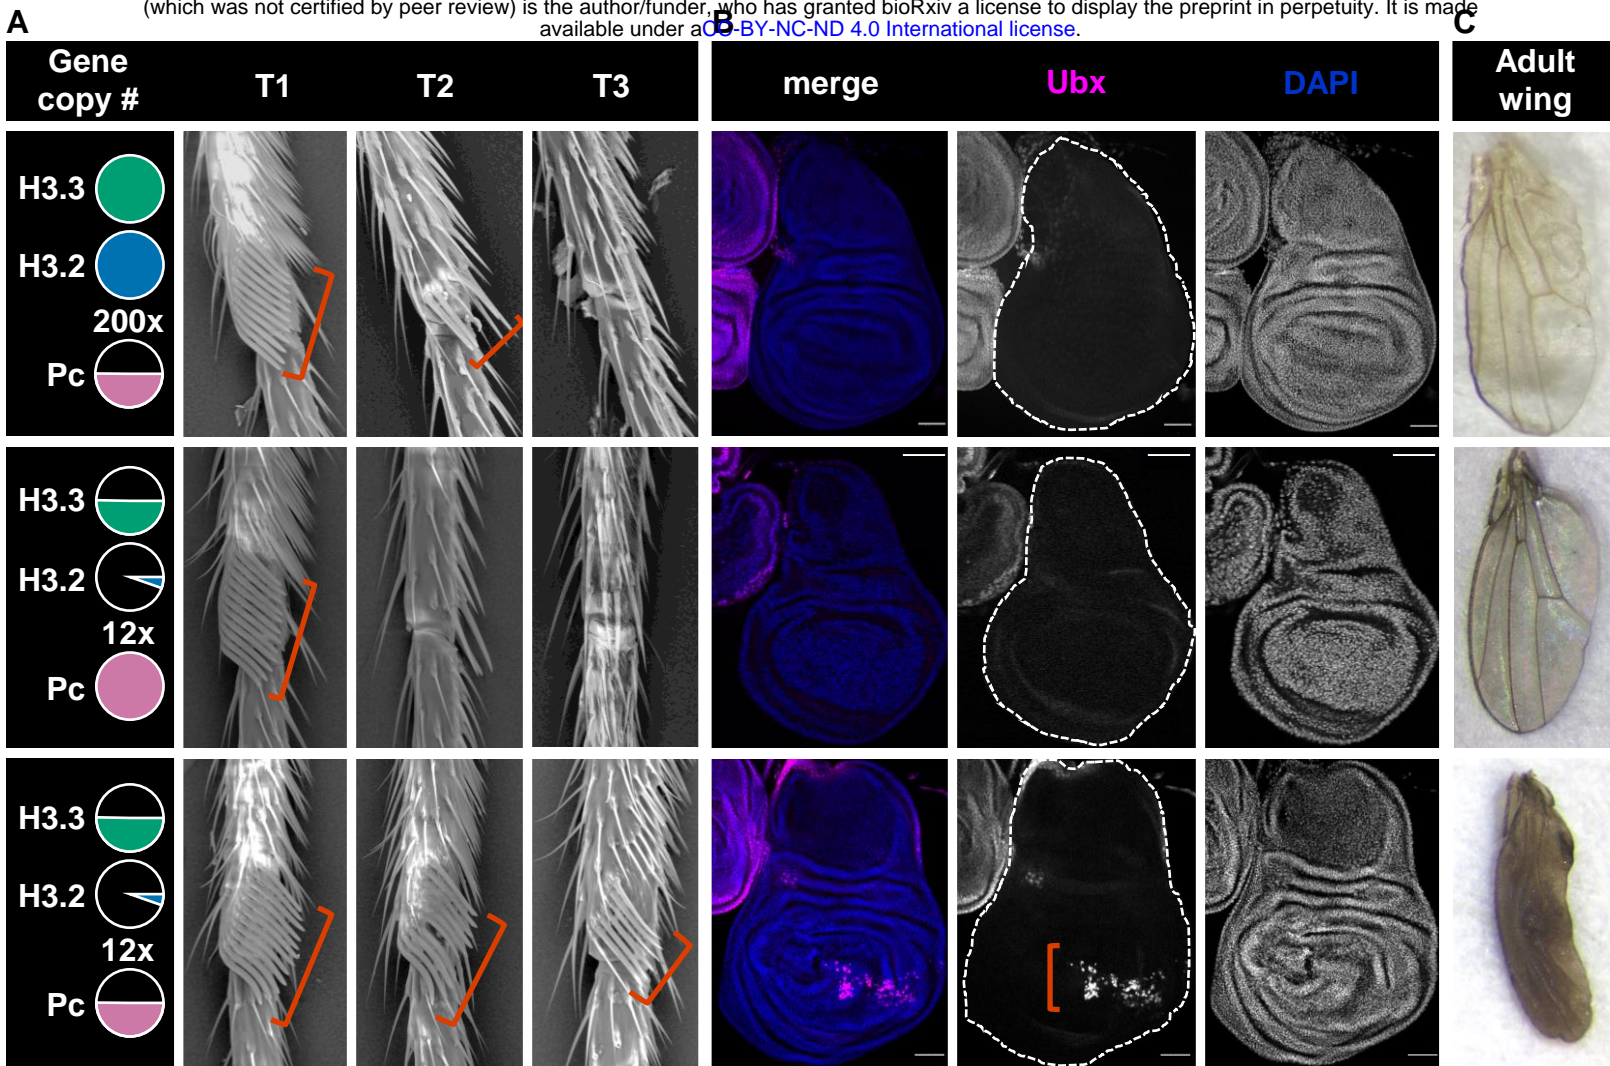 (which was not certified by peer review) is the author/funder, who has granted bioRxiv a license to display the preprint in perpetuity. It is made
available under aCC-BY-NC-ND 4.0 International license.
A
B
C
Gene
copy #
T1
T2
T3
merge
Ubx
DAPI
Adult
wing
H3.3
H3.2
200x
Pc
H3.3
H3.2
12x
Pc
H3.3
H3.2
12x
Pc